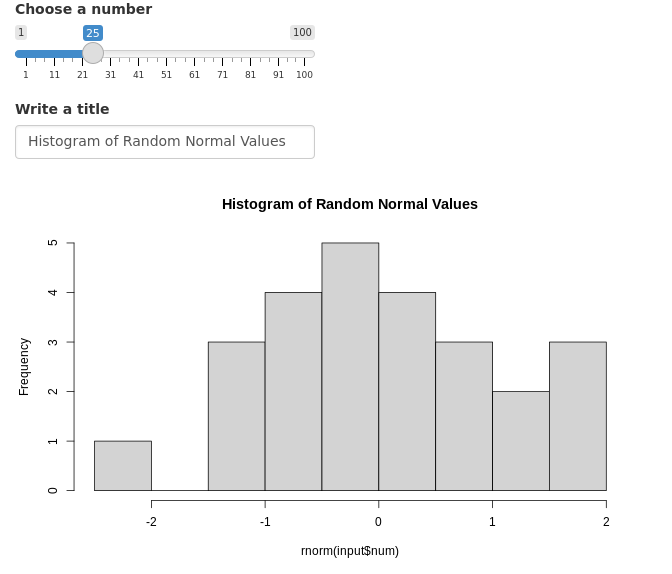 Choose a number
1 25 100
1 11 21 31 41 51 61 71 81 91 100
Write a title
Histogram of Random Normal Values
Histogram of Random Normal Values
5
4
3
2
1
0
Frequency
-2 -1 0 1 2
rnorm(input$num)